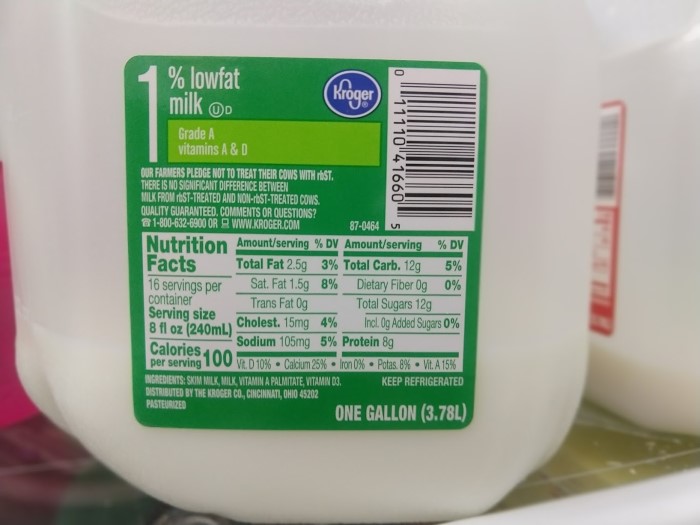 1% lowfat
milk ⓊD
Kröger®
Grade A
vitamins A & D
0 11110 41660 5
OUR FARMERS PLEDGE NOT TO TREAT THEIR COWS WITH rbST.
THERE IS NO SIGNIFICANT DIFFERENCE BETWEEN
MILK FROM rbST-TREATED AND NON-rbST-TREATED COWS.
QUALITY GUARANTEED. COMMENTS OR QUESTIONS?
☎ 1-800-632-6900 OR 💻 WWW.KROGER.COM
87-0464
Nutrition
Facts
16 servings per
container
Serving size
8 fl oz (240mL)
Calories
per serving 100
Amount/serving % DV
Total Fat 2.5g 3%
Sat. Fat 1.5g 8%
Trans Fat 0g
Cholest. 15mg 4%
Sodium 105mg 5%
Amount/serving % DV
Total Carb. 12g 5%
Dietary Fiber 0g 0%
Total Sugars 12g
Incl. 0g Added Sugars 0%
Protein 8g
Vit. D 10% • Calcium 25% • Iron 0% • Potas. 8% • Vit. A 15%
INGREDIENTS: SKIM MILK, MILK, VITAMIN A PALMITATE, VITAMIN D3.
KEEP REFRIGERATED
DISTRIBUTED BY THE KROGER CO., CINCINNATI, OHIO 45202
PASTEURIZED
ONE GALLON (3.78L)